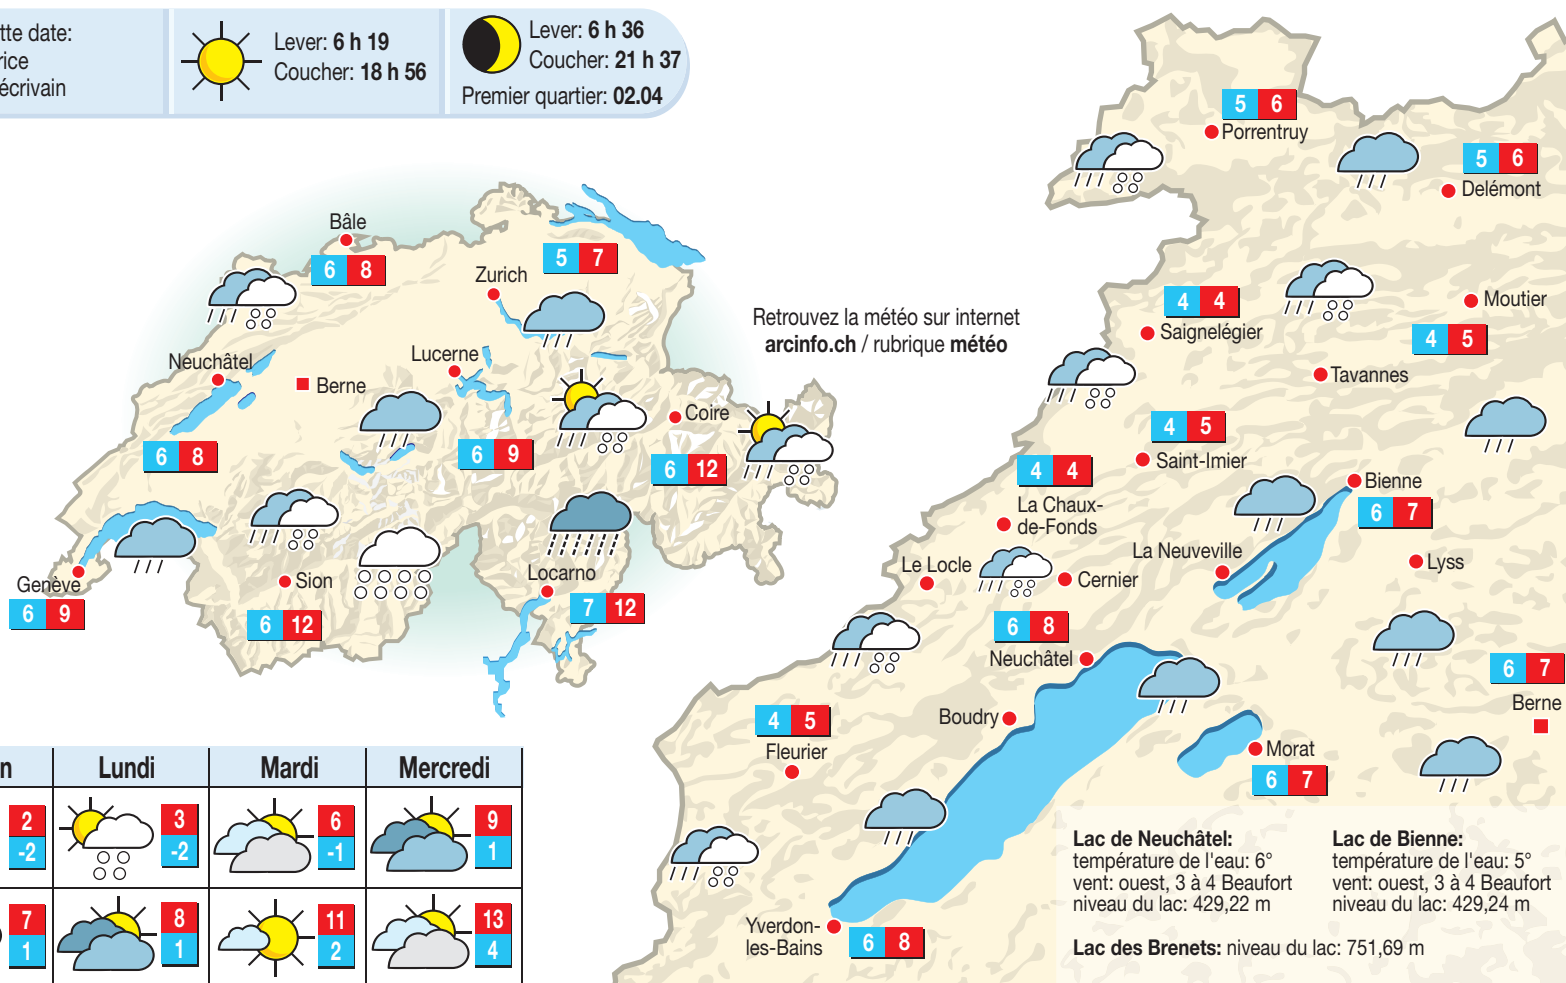 Lever: 6 h 19
Coucher: 18 h 56
Lever: 6 h 36
Coucher: 21 h 37
Premier quartier: 02.04
date:
écrivain
Bâle
6 8
Zurich
5 7
Neuchâtel
6 8
Berne
Lucerne
6 9
Coire
6 12
Genève
6 9
Sion
6 12
Locarno
7 12
Retrouvez la météo sur internet
arcinfo.ch / rubrique météo
5 6
Porrentruy
5 6
Delémont
4 4
Saignelégier
Moutier
4 5
Tavannes
4 5
Saint-Imier
4 4
La Chaux-
de-Fonds
Bienne
6 7
La Neuveville
Lyss
Le Locle
Cernier
6 8
Neuchâtel
6 7
Berne
4 5
Fleurier
Boudry
Morat
6 7
Yverdon-
les-Bains
6 8
Lac de Neuchâtel:
température de l'eau: 6°
vent: ouest, 3 à 4 Beaufort
niveau du lac: 429,22 m
Lac de Bienne:
température de l'eau: 5°
vent: ouest, 3 à 4 Beaufort
niveau du lac: 429,24 m
Lac des Brenets: niveau du lac: 751,69 m
Lundi Mardi Mercredi
2 3 6 9
-2 -2 -1 1
7 8 11 13
1 1 2 4